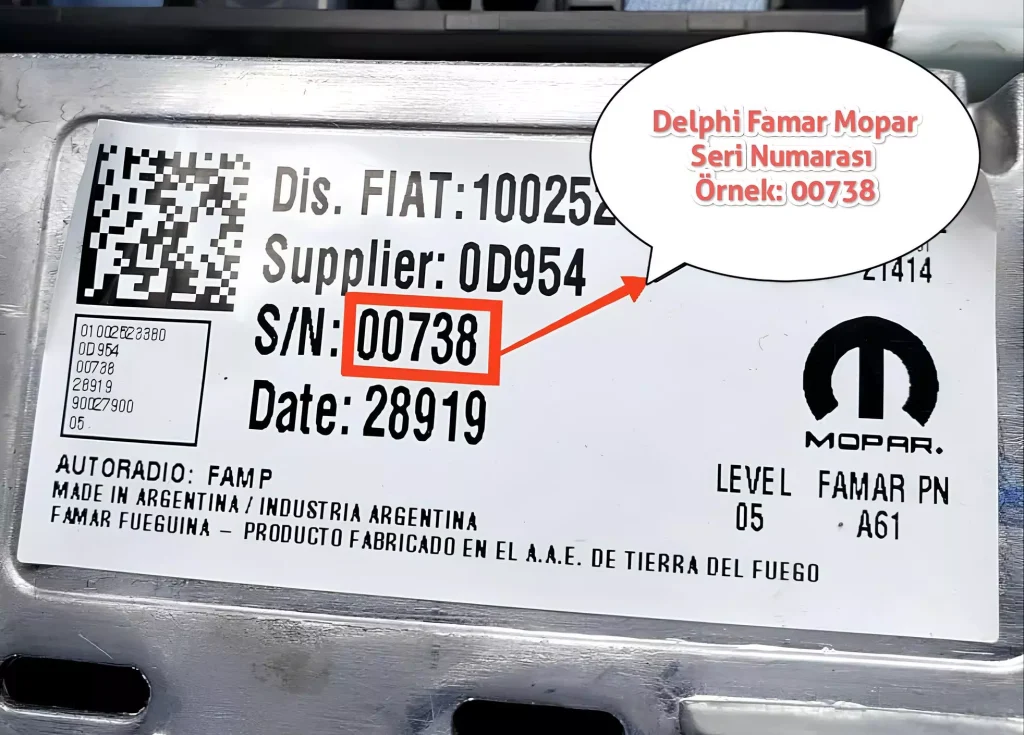 Delphi Famar Mopar
Seri Numarası
Örnek: 00738
Dis. FIAT: 100252
Supplier: 0D954
21414
S/N: 00738
Date: 28919
01002523380
0D954
00738
28919
90027900
05
MOPAR.
AUTORADIO: FAMP
MADE IN ARGENTINA / INDUSTRIA ARGENTINA
FAMAR FUEGUINA – PRODUCTO FABRICADO EN EL A.A.E. DE TIERRA DEL FUEGO
LEVEL FAMAR PN
05 A61